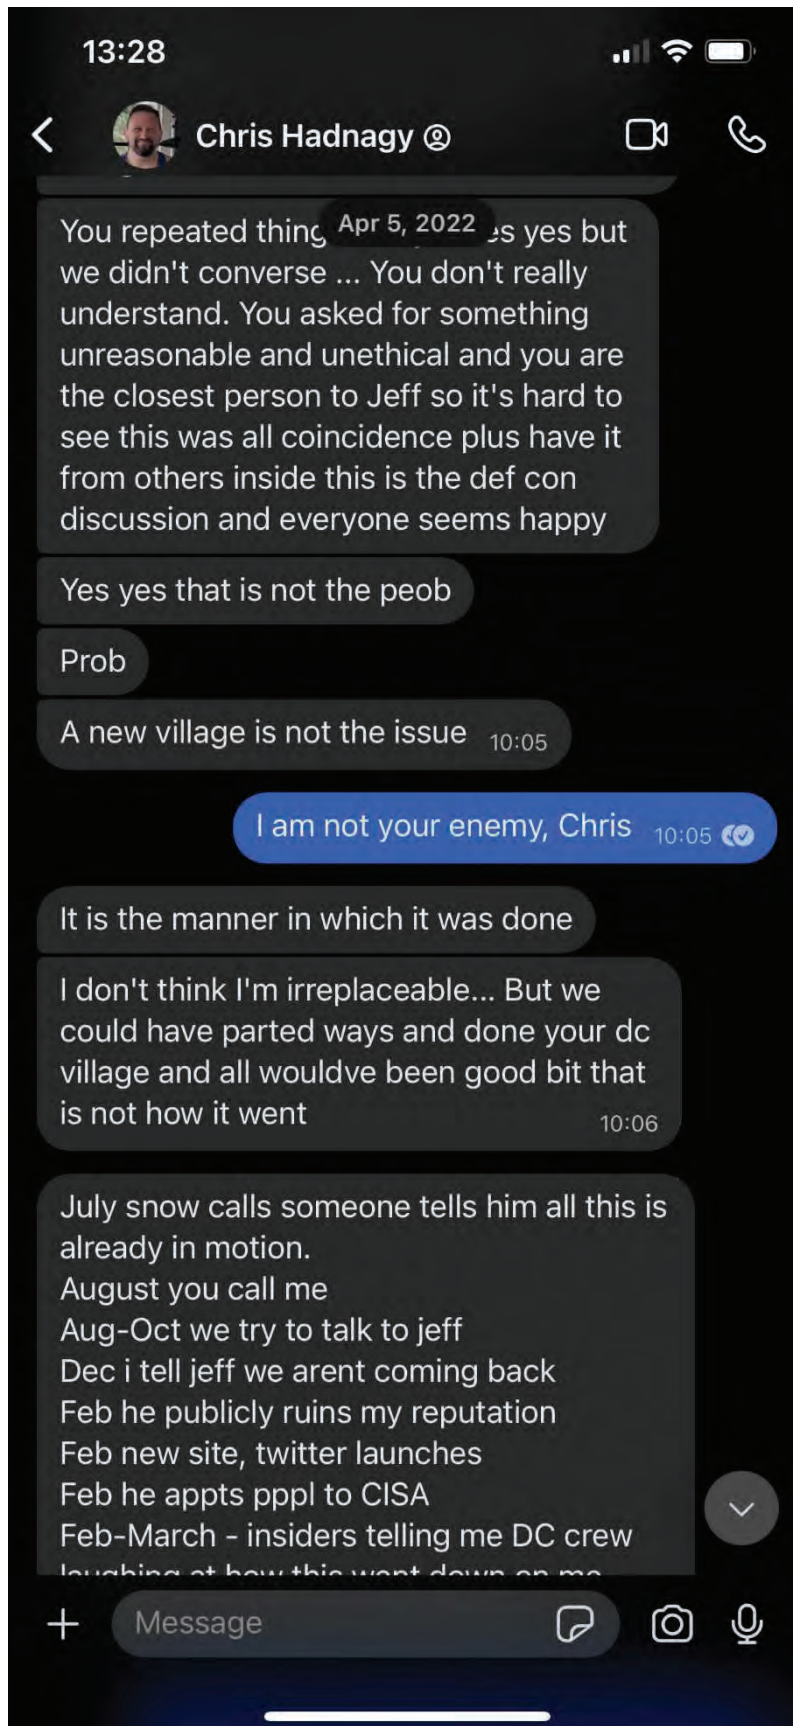 13:28
Chris Hadnagy
Apr 5, 2022
You repeated thing es yes but
we didn't converse ... You don't really
understand. You asked for something
unreasonable and unethical and you are
the closest person to Jeff so it's hard to
see this was all coincidence plus have it
from others inside this is the def con
discussion and everyone seems happy
Yes yes that is not the peob
Prob
A new village is not the issue 10:05
I am not your enemy, Chris 10:05
It is the manner in which it was done
I don't think I'm irreplaceable... But we
could have parted ways and done your dc
village and all wouldve been good bit that
is not how it went 10:06
July snow calls someone tells him all this is
already in motion.
August you call me
Aug-Oct we try to talk to jeff
Dec i tell jeff we arent coming back
Feb he publicly ruins my reputation
Feb new site, twitter launches
Feb he appts pppl to CISA
Feb-March - insiders telling me DC crew
laughing at how this went down on me
Message